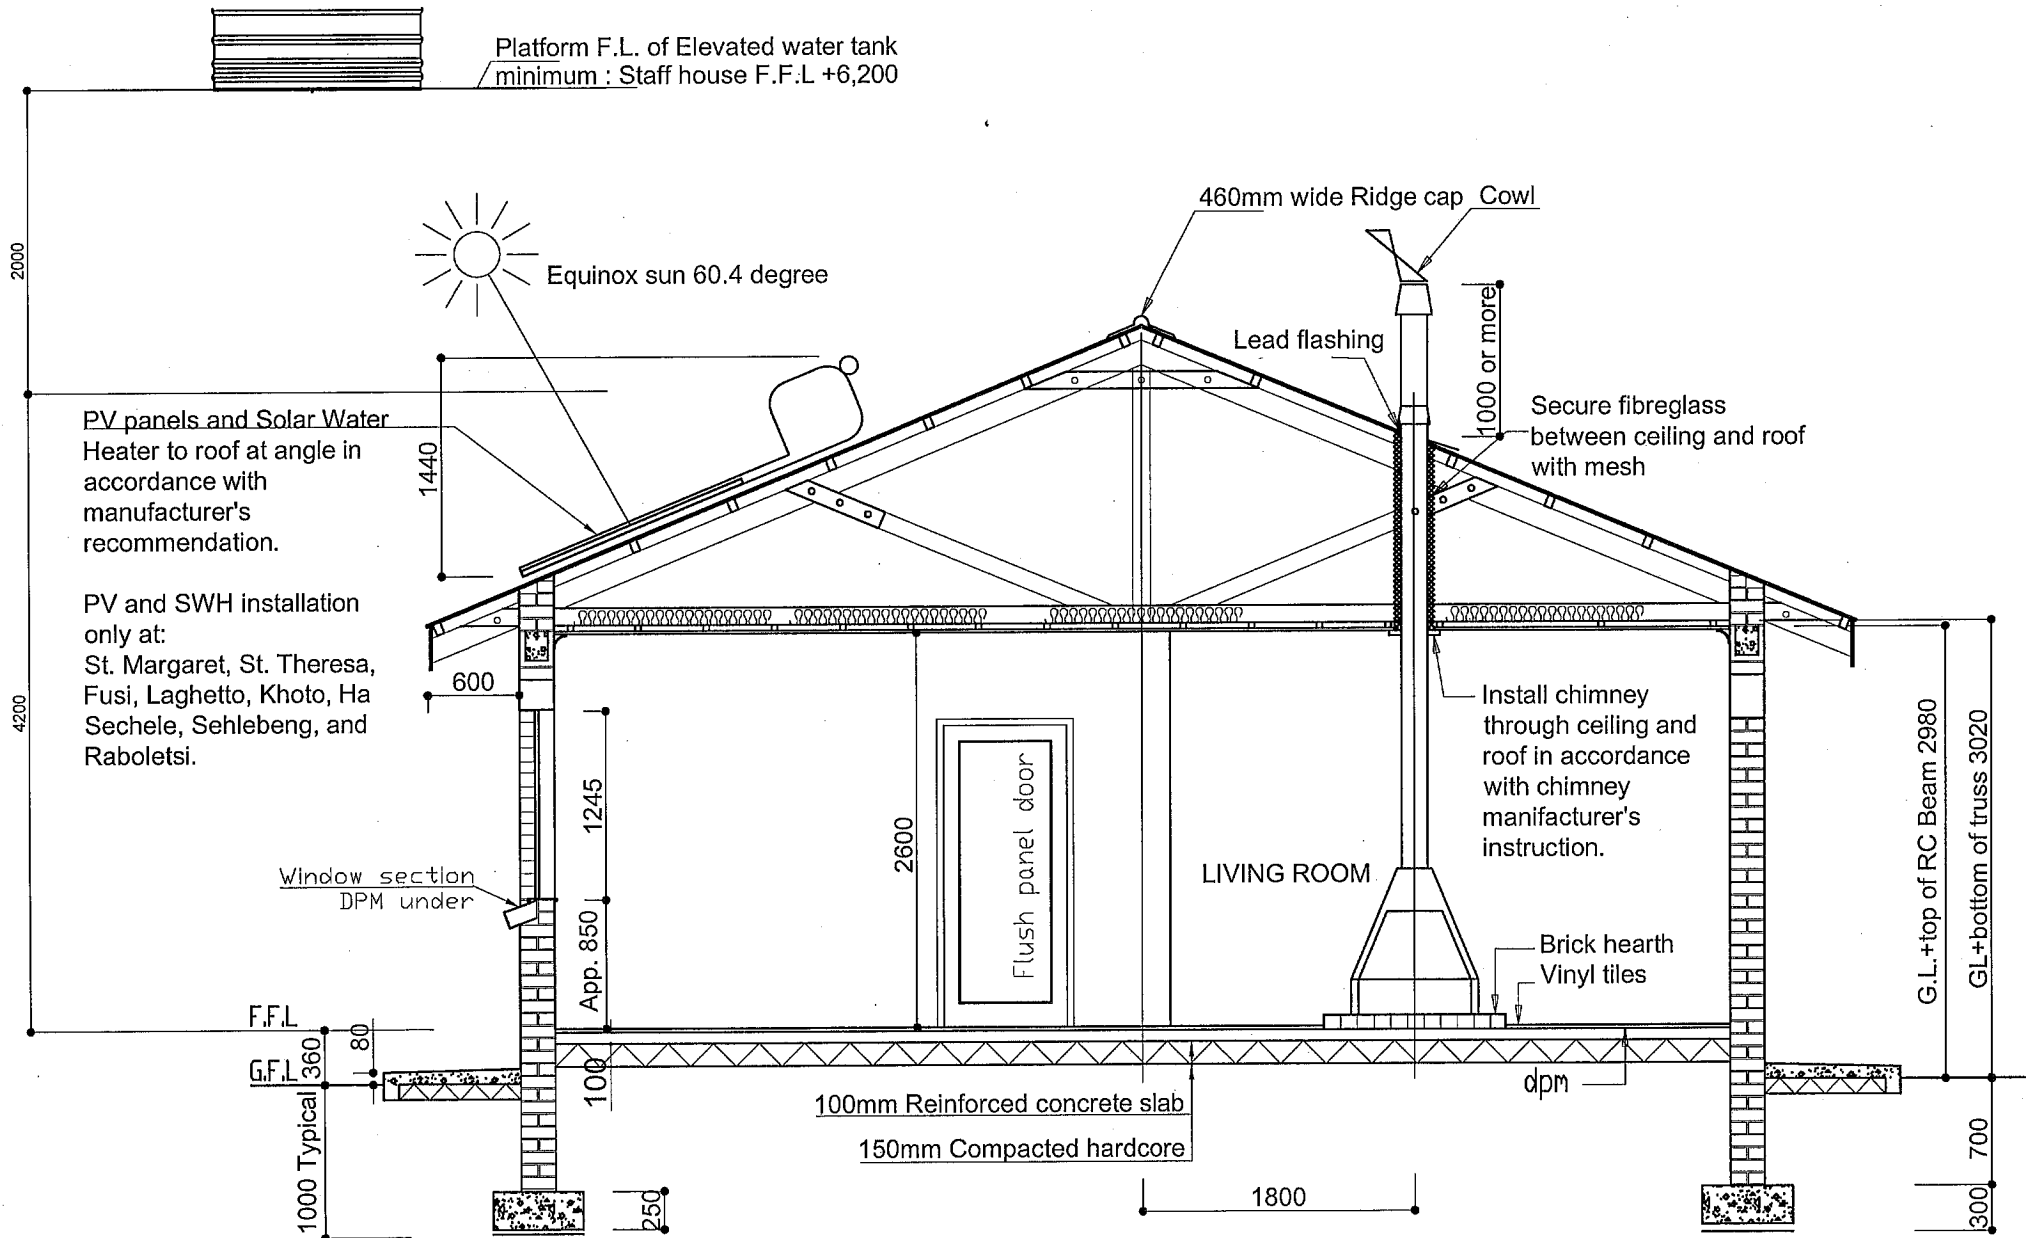 Platform F.L. of Elevated water tank
minimum : Staff house F.F.L +6,200
460mm wide Ridge cap
Cowl
2000
Equinox sun 60.4 degree
Lead flashing
1000 or more
Secure fibreglass
between ceiling and roof
with mesh
PV panels and Solar Water
Heater to roof at angle in
accordance with
manufacturer's
recommendation.
1440
PV and SWH installation
only at:
St. Margaret, St. Theresa,
Fusi, Laghetto, Khoto, Ha
Sechele, Sehlebeng, and
Raboletsi.
4200
600
1245
2600
Flush panel door
Install chimney
through ceiling and
roof in accordance
with chimney
manifacturer's
instruction.
G.L.+top of RC Beam 2980
GL+bottom of truss 3020
LIVING ROOM
Window section
DPM under
App. 850
Brick hearth
Vinyl tiles
F.F.L
80
360
G.F.L
100
dpm
100mm Reinforced concrete slab
150mm Compacted hardcore
1000 Typical
700
250
1800
300